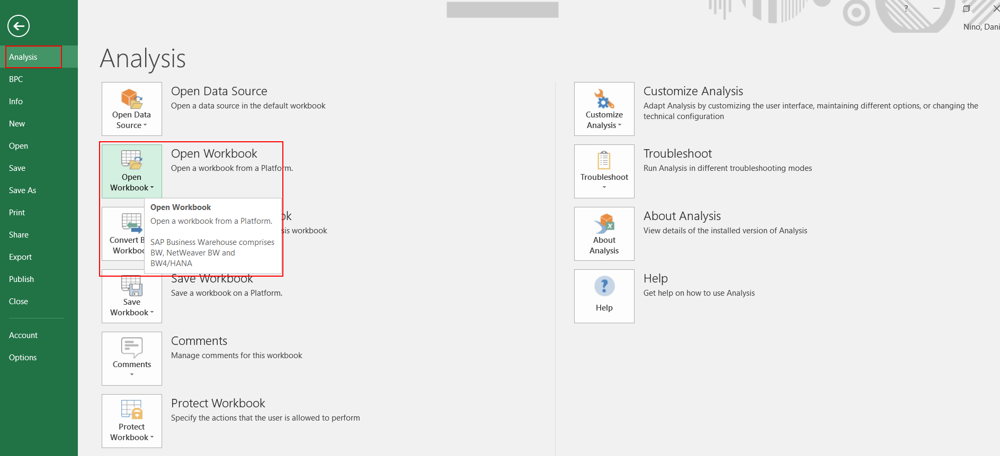 ?
Nino, Dani
Analysis
BPC
Info
New
Open
Save
Save As
Print
Share
Export
Publish
Close
Account
Options
Analysis
Open Data
Source
Open Data Source
Open a data source in the default workbook
Open
Workbook
Open Workbook
Open a workbook from a Platform.
Open Workbook
Open a workbook from a Platform.
SAP Business Warehouse comprises
BW, NetWeaver BW and
BW4/HANA
Convert B
Workbo
ok
sis workbook
Save
Workbook
Save Workbook
Save a workbook on a Platform.
Comments
Comments
Manage comments for this workbook
Protect
Workbook
Protect Workbook
Specify the actions that the user is allowed to perform
Customize
Analysis
Customize Analysis
Adapt Analysis by customizing the user interface, maintaining different options, or changing the
technical configuration
Troubleshoot
Troubleshoot
Run Analysis in different troubleshooting modes
About
Analysis
About Analysis
View details of the installed version of Analysis
Help
Help
Get help on how to use Analysis